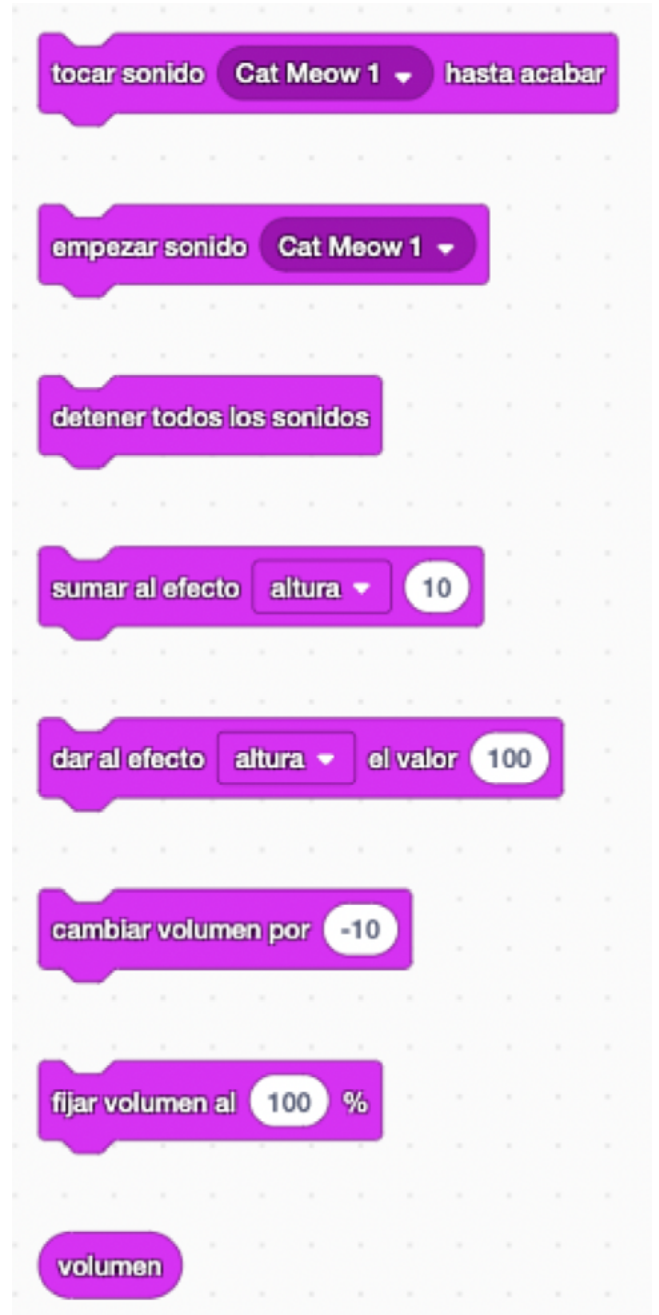 tocar sonido Cat Meow 1 hasta acabar
empezar sonido Cat Meow 1
detener todos los sonidos
sumar al efecto altura 10
dar al efecto altura el valor 100
cambiar volumen por -10
fijar volumen al 100 %
volumen